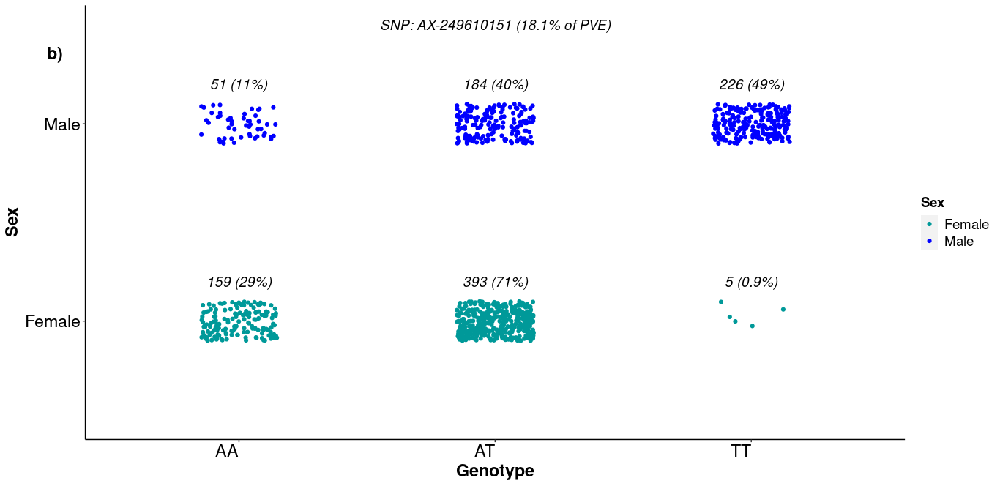 SNP: AX-249610151 (18.1% of PVE)
b)
51 (11%)
184 (40%)
226 (49%)
Male
Sex
159 (29%)
393 (71%)
5 (0.9%)
Female
AA
AT
TT
Genotype
Sex
Female
Male